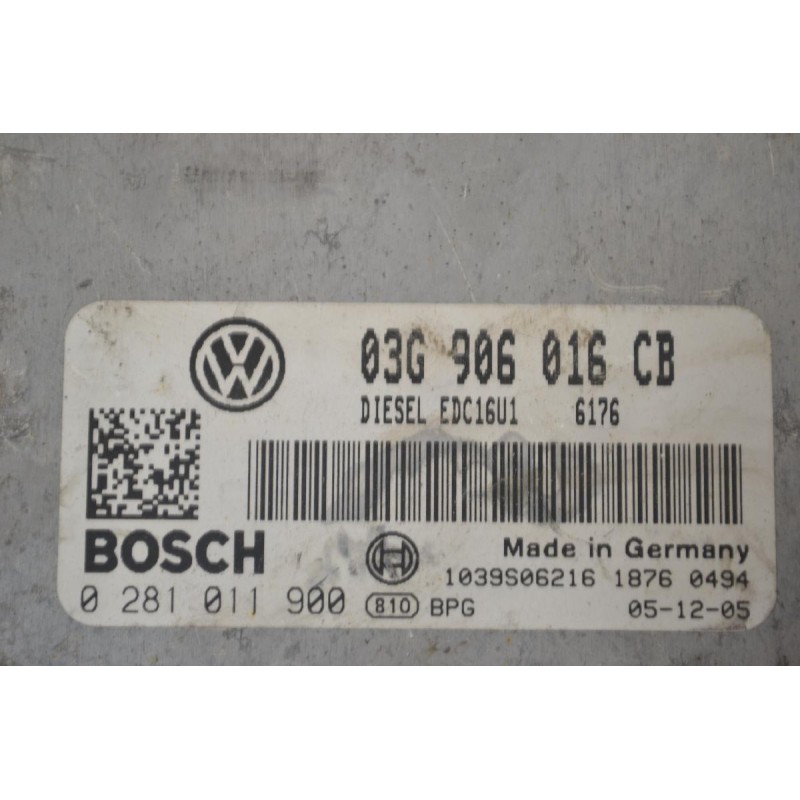 03G 906 016 CB
DIESEL EDC16U1 6176
BOSCH
Made in Germany
1039S06216 1876 0494
0 281 011 900 810 BPG 05-12-05